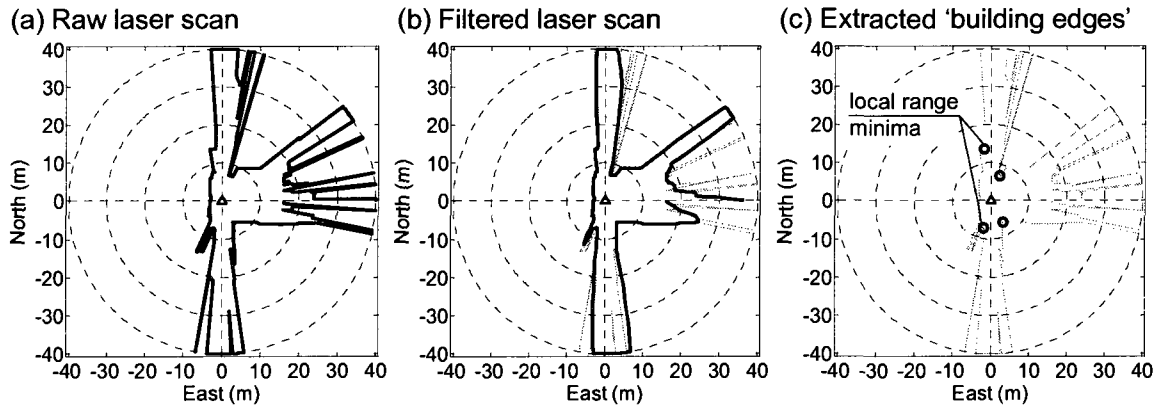 (a) Raw laser scan
(b) Filtered laser scan
(c) Extracted ‘building edges’
40
30
20
10
0
-10
-20
-30
-40
North (m)
-40 -30 -20 -10 0 10 20 30 40
East (m)
40
30
20
10
0
-10
-20
-30
-40
North (m)
-40 -30 -20 -10 0 10 20 30 40
East (m)
40
30
20
10
0
-10
-20
-30
-40
North (m)
local range
minima
-40 -30 -20 -10 0 10 20 30 40
East (m)